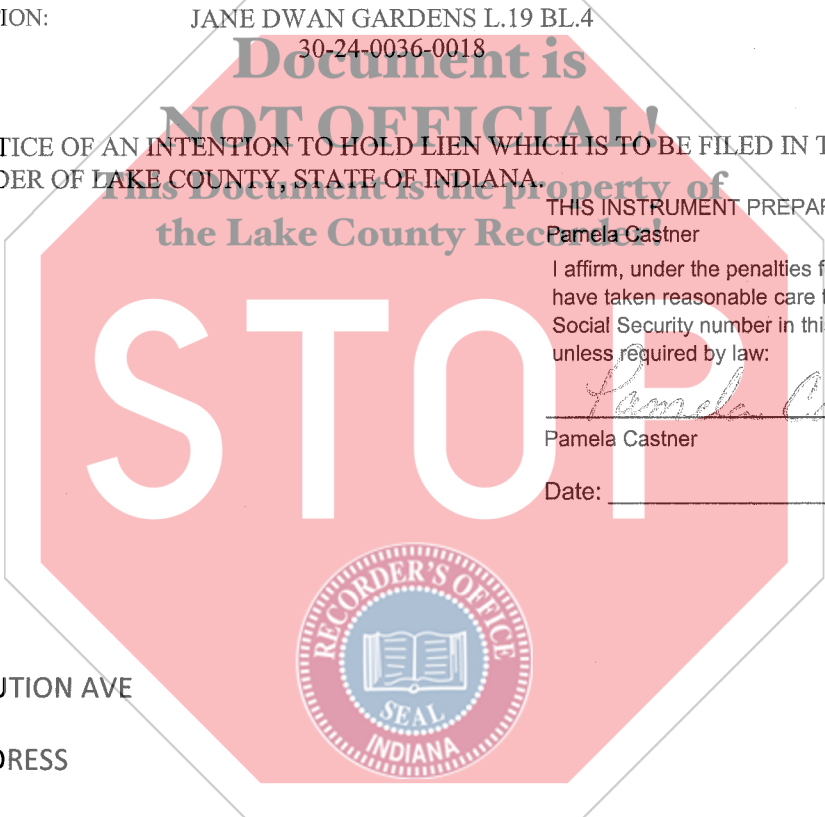 ION: JANE DWAN GARDENS L.19 BL.4
30-24-0036-0018
Document is
NOT OFFICIAL!
TICE OF AN INTENTION TO HOLD LIEN WHICH IS TO BE FILED IN T
DER OF LAKE COUNTY, STATE OF INDIANA.
This Document is the property of
the Lake County Recorder!
THIS INSTRUMENT PREPAR
Pamela Castner
I affirm, under the penalties f
have taken reasonable care t
Social Security number in this
unless required by law:
Pamela C
Pamela Castner
Date:
STOP
RECORDER'S OFFICE
SEAL
INDIANA
UTION AVE
DRESS